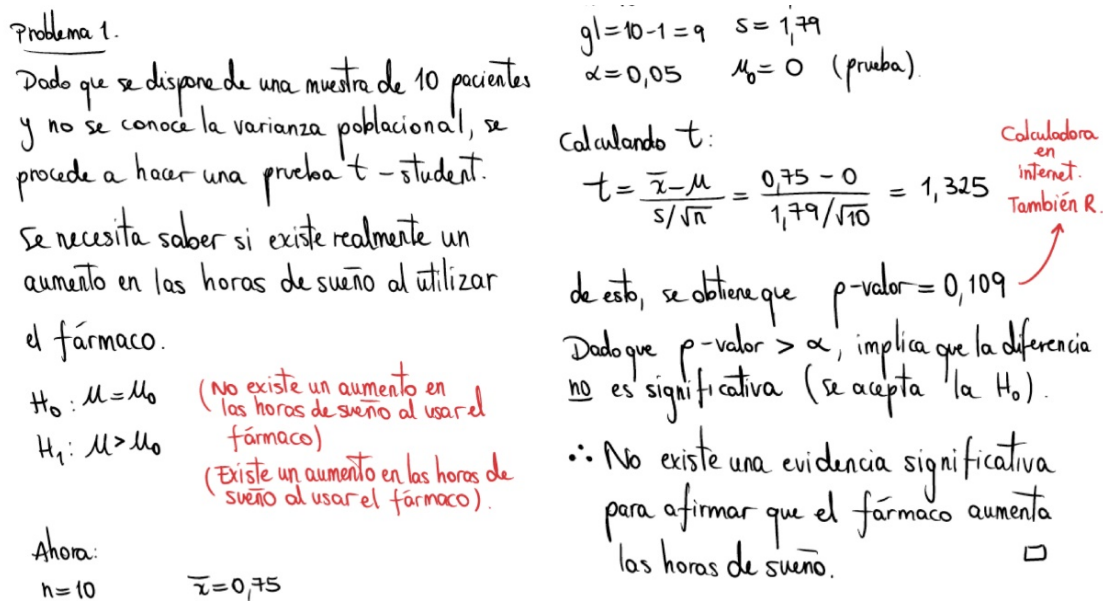 Problema 1.
Dado que se dispone de una muestra de 10 pacientes
y no se conoce la varianza poblacional, se
procede a hacer una prueba t - student.
Se necesita saber si existe realmente un
aumento en las horas de sueño al utilizar
el fármaco.
H₀: μ = μ₀ (No existe un aumento en
las horas de sueño al usar el
fármaco)
H₁: μ > μ₀
(Existe un aumento en las horas de
sueño al usar el fármaco).
Ahora:
n = 10 x̄ = 0,75
gl = 10 - 1 = 9 s = 1,79
α = 0,05 μ₀ = 0 (prueba).
Calculando t:
t = (x̄ - μ)/(s/√n) = (0,75 - 0)/(1,79/√10) = 1,325
Calculadora
en
internet.
También R.
de esto, se obtiene que p-valor = 0,109
Dado que p-valor > α, implica que la diferencia
no es significativa (se acepta la H₀).
∴ No existe una evidencia significativa
para afirmar que el fármaco aumenta
las horas de sueño. □